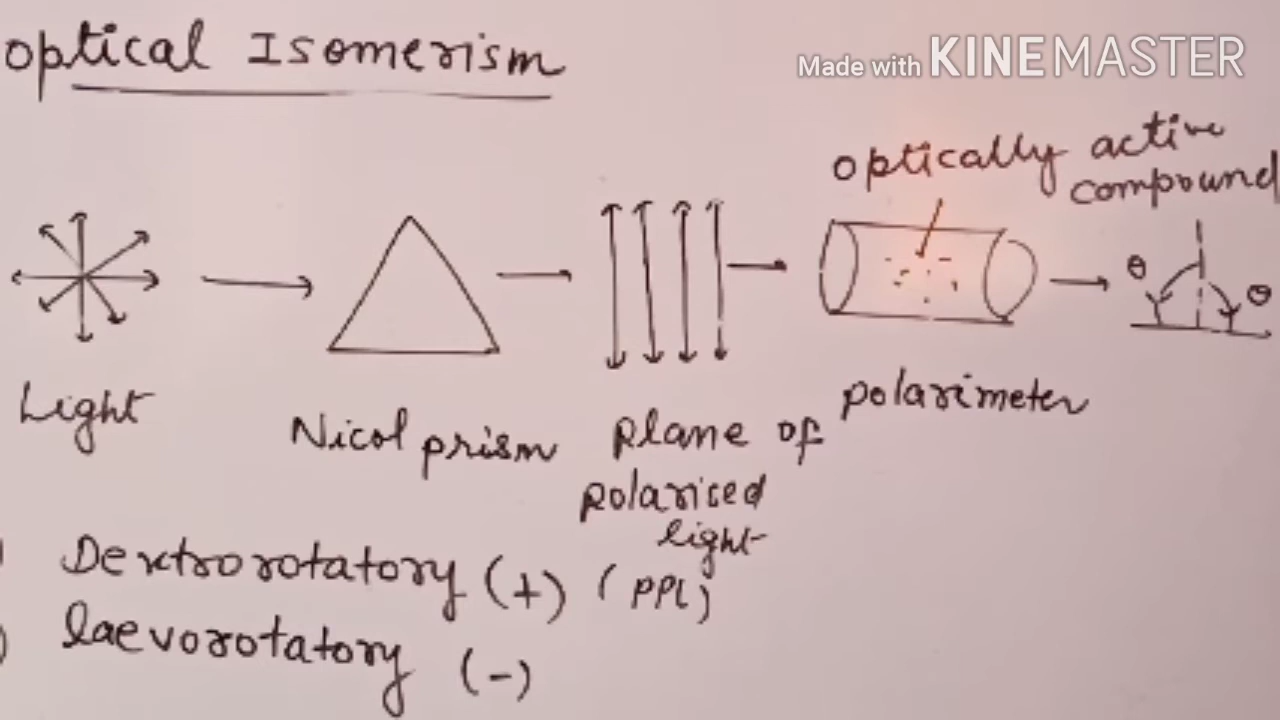 optical Isomerism
Made with KINEMASTER
optically active
compound
θ
θ
Light
Nicol prism
plane of
polarised
light
polarimeter
Dextrorotatory (+)
(PPL)
laevorotatory (-)